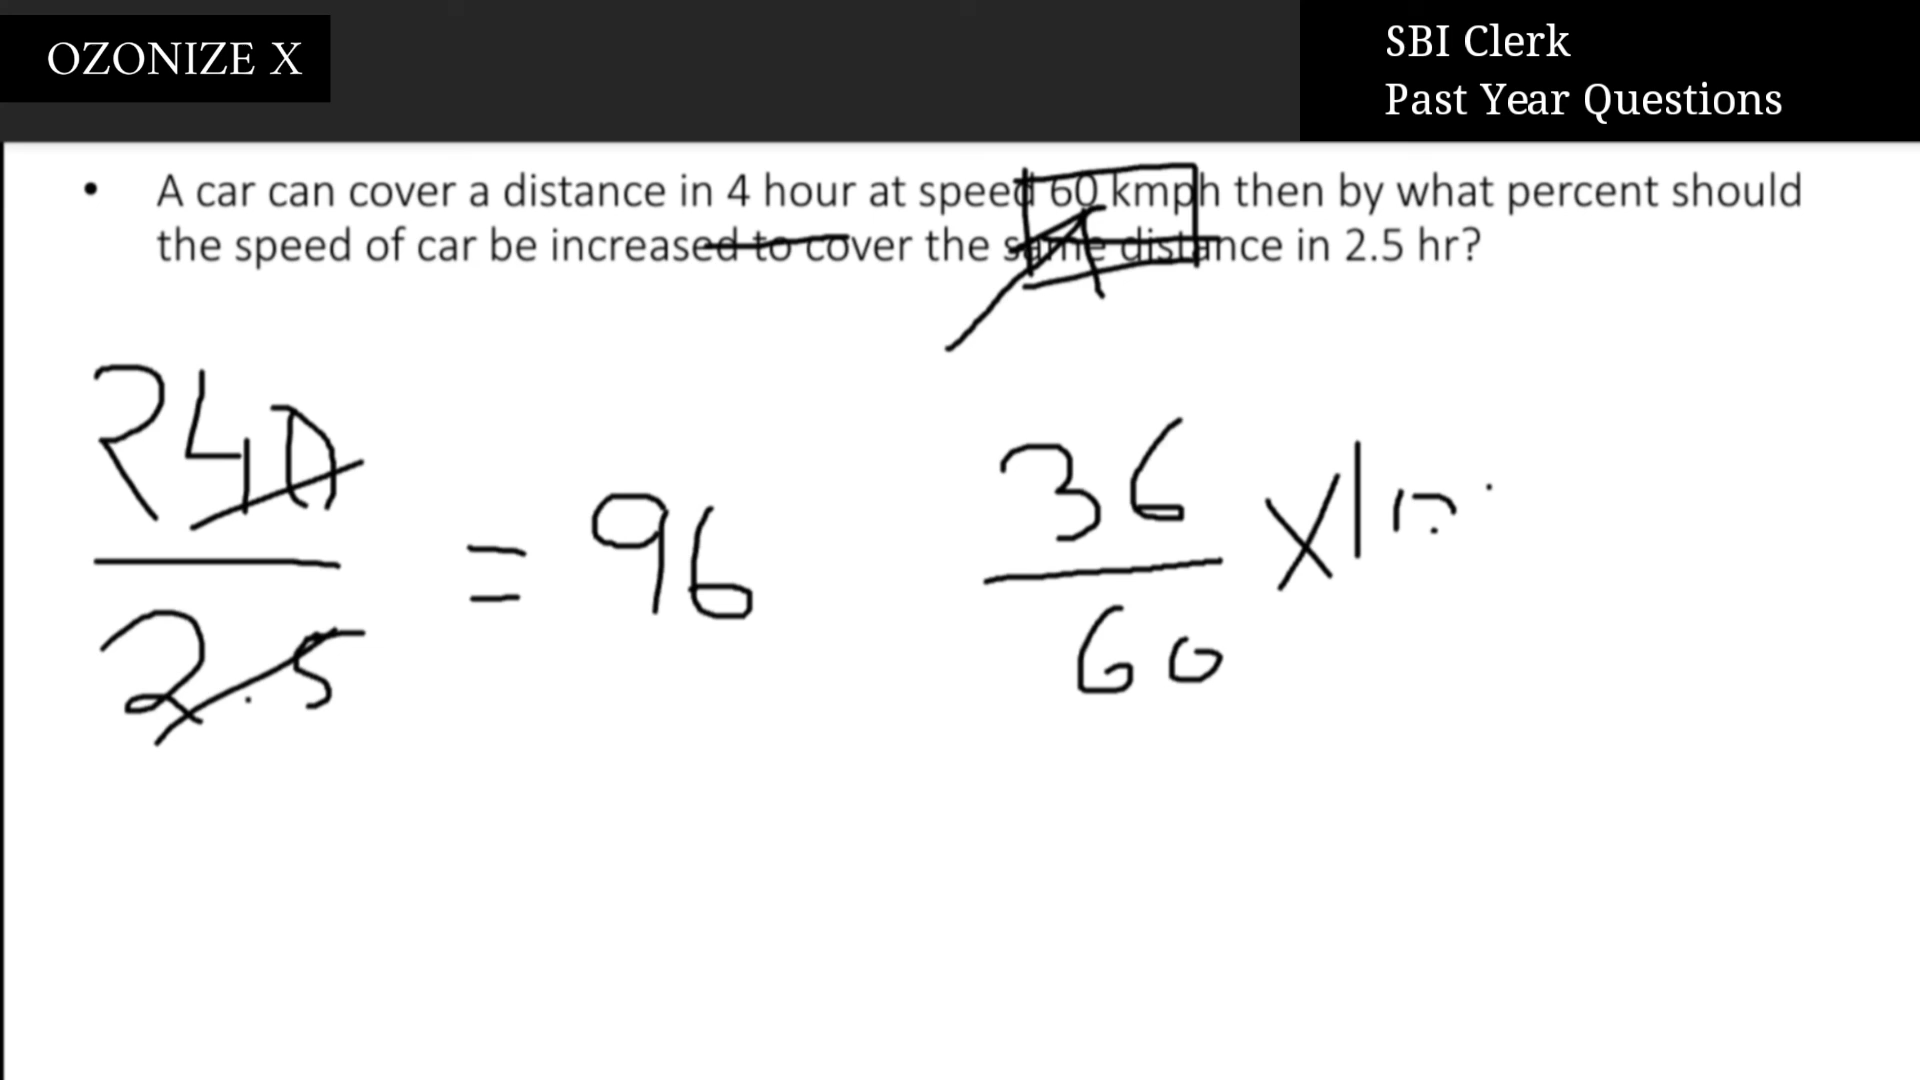 OZONIZE X
SBI Clerk
Past Year Questions
• A car can cover a distance in 4 hour at speed 60 kmph then by what percent should
the speed of car be increased to cover the same distance in 2.5 hr?
240
2.5
= 96
36
60
X